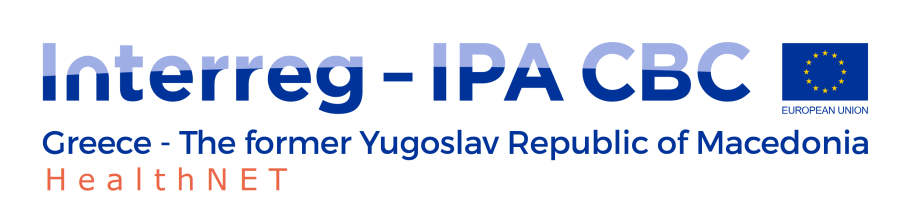 Interreg - IPA CBC
EUROPEAN UNION
Greece - The former Yugoslav Republic of Macedonia
HealthNET